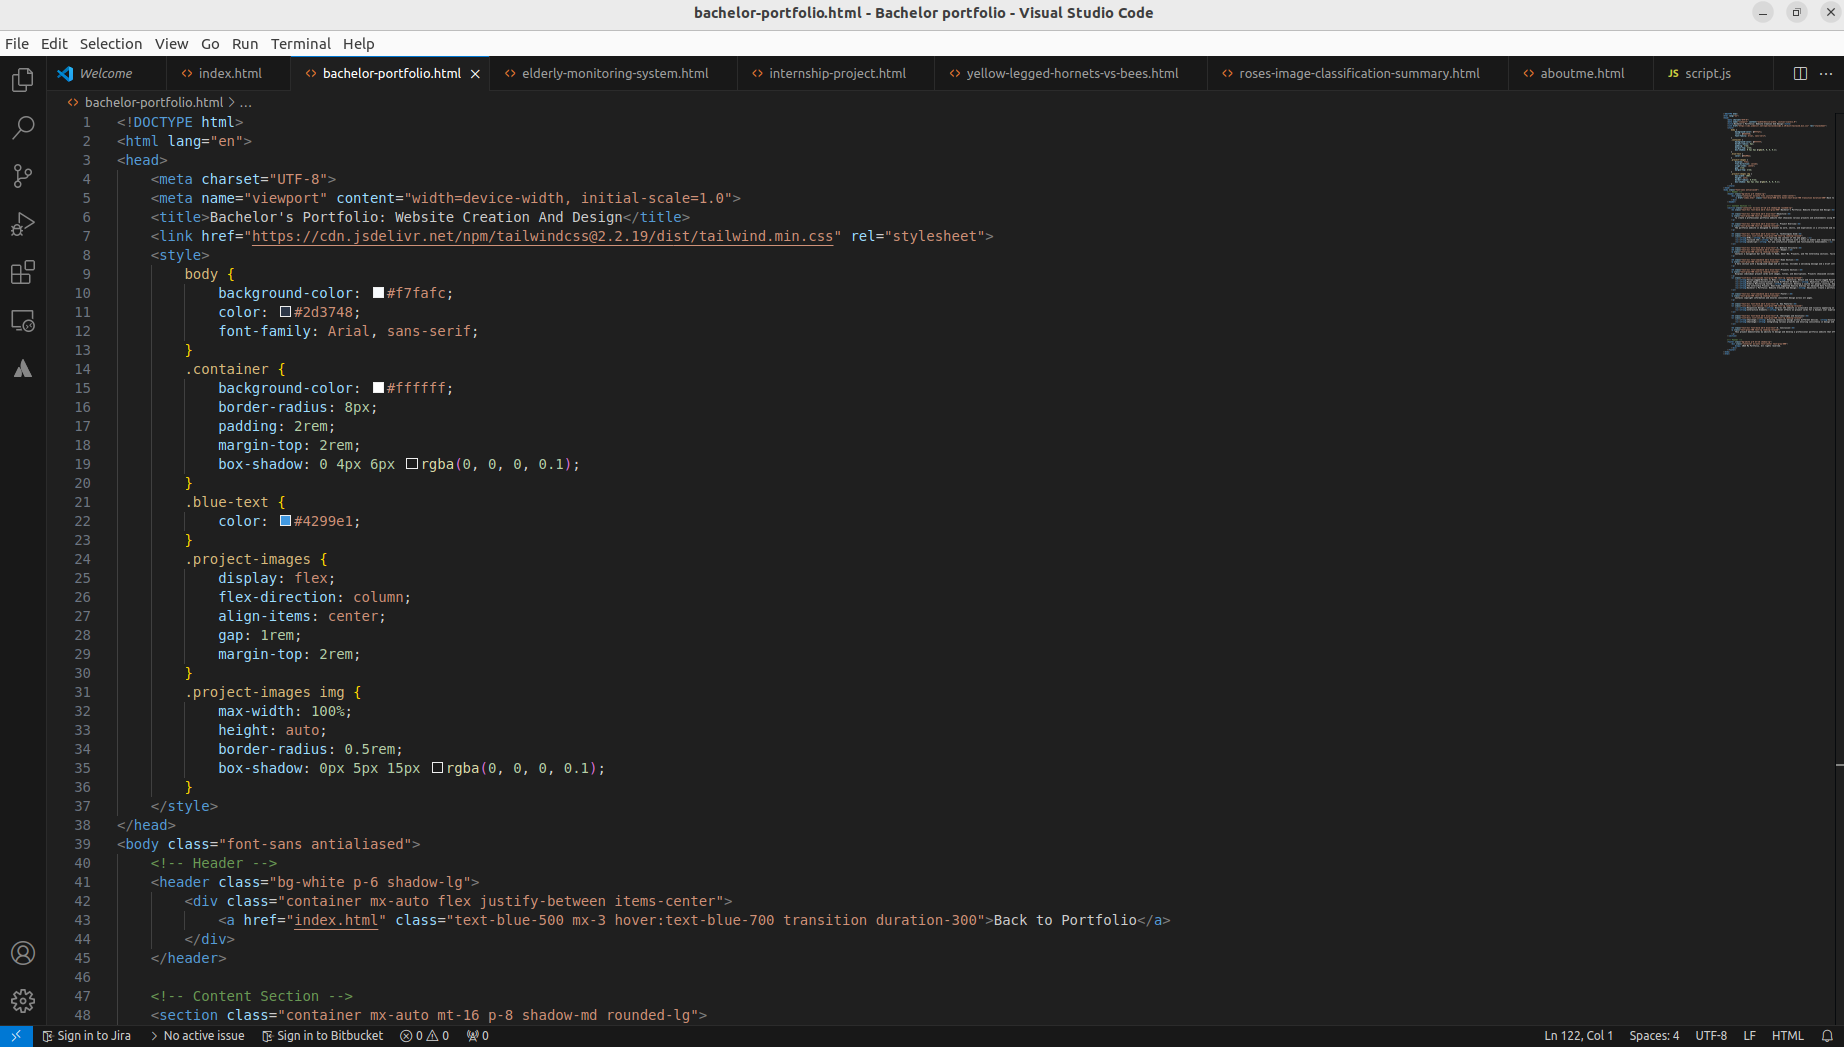 bachelor-portfolio.html - Bachelor portfolio - Visual Studio Code
File Edit Selection View Go Run Terminal Help
Welcome index.html bachelor-portfolio.html elderly-monitoring-system.html internship-project.html yellow-legged-hornets-vs-bees.html roses-image-classification-summary.html aboutme.html JS script.js
bachelor-portfolio.html > ...
1 <!DOCTYPE html>
2 <html lang="en">
3 <head>
4 <meta charset="UTF-8">
5 <meta name="viewport" content="width=device-width, initial-scale=1.0">
6 <title>Bachelor's Portfolio: Website Creation And Design</title>
7 <link href="https://cdn.jsdelivr.net/npm/tailwindcss@2.2.19/dist/tailwind.min.css" rel="stylesheet">
8 <style>
9 body {
10 background-color: #f7fafc;
11 color: #2d3748;
12 font-family: Arial, sans-serif;
13 }
14 .container {
15 background-color: #ffffff;
16 border-radius: 8px;
17 padding: 2rem;
18 margin-top: 2rem;
19 box-shadow: 0 4px 6px rgba(0, 0, 0, 0.1);
20 }
21 .blue-text {
22 color: #4299e1;
23 }
24 .project-images {
25 display: flex;
26 flex-direction: column;
27 align-items: center;
28 gap: 1rem;
29 margin-top: 2rem;
30 }
31 .project-images img {
32 max-width: 100%;
33 height: auto;
34 border-radius: 0.5rem;
35 box-shadow: 0px 5px 15px rgba(0, 0, 0, 0.1);
36 }
37 </style>
38 </head>
39 <body class="font-sans antialiased">
40 <!-- Header -->
41 <header class="bg-white p-6 shadow-lg">
42 <div class="container mx-auto flex justify-between items-center">
43 <a href="index.html" class="text-blue-500 mx-3 hover:text-blue-700 transition duration-300">Back to Portfolio</a>
44 </div>
45 </header>
46
47 <!-- Content Section -->
48 <section class="container mx-auto mt-16 p-8 shadow-md rounded-lg">
Sign in to Jira > No active issue Sign in to Bitbucket 0 0 0 Ln 122, Col 1 Spaces: 4 UTF-8 LF HTML